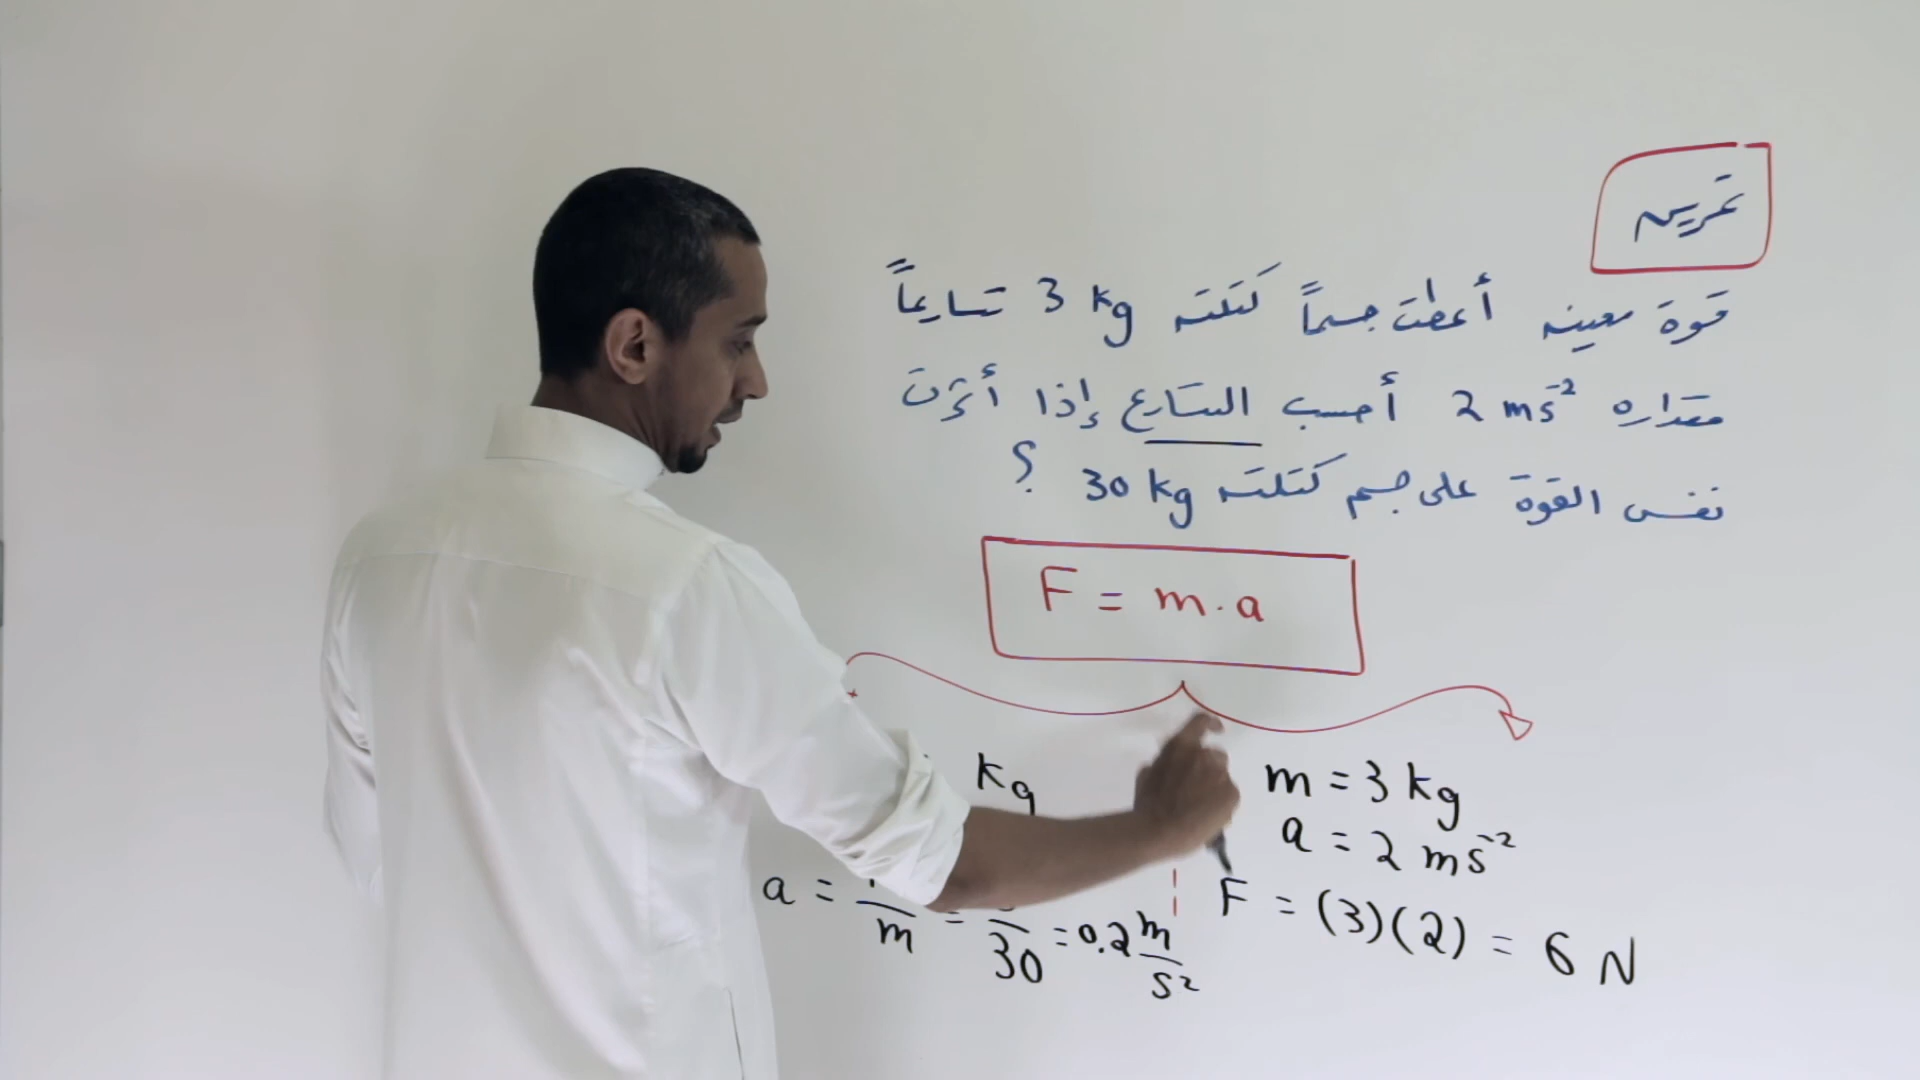 تمرين
قوة معينه أعطت جسماً كتلته 3 kg تسارعاً
مقداره 2 ms⁻² أحسب التسارع إذا أثرت
نفس القوة على جسم كتلته 30 kg ؟
F = m . a
m = 3 kg
a = 2 ms⁻²
F = (3)(2) = 6 N
kg
a = / m = / 30 = 0.2 m/s²